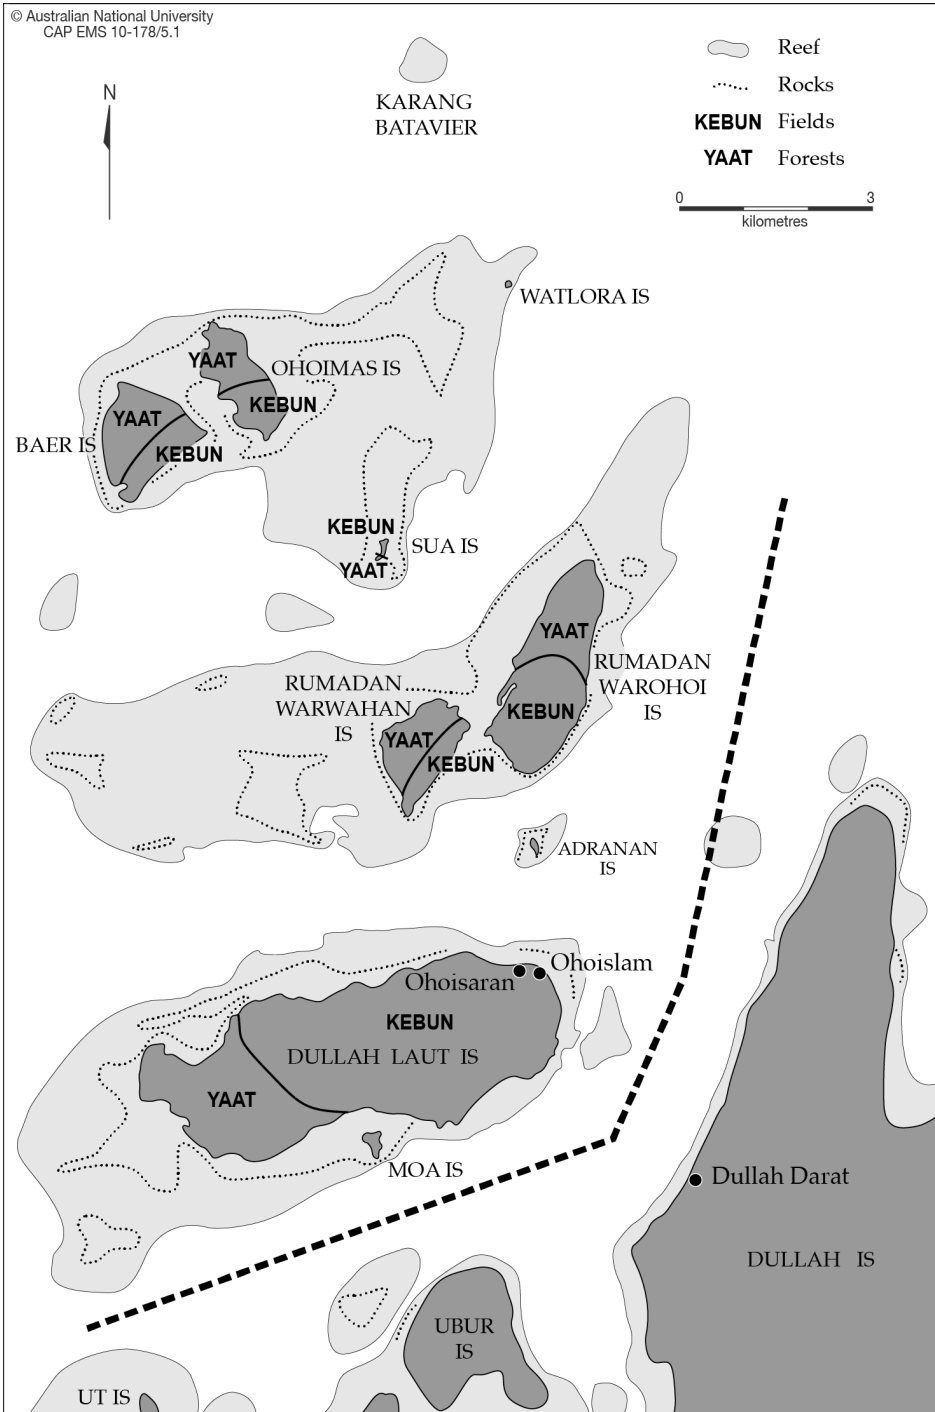 © Australian National University
CAP EMS 10-178/5.1
N
KARANG
BATAVIER
Reef
Rocks
KEBUN Fields
YAAT Forests
0 3
kilometres
WATLORA IS
YAAT
OHOIMAS IS
KEBUN
YAAT
BAER IS
KEBUN
KEBUN
SUA IS
YAAT
YAAT
RUMADAN
WAROHOI
IS
RUMADAN
WARWAHAN
IS
KEBUN
YAAT
KEBUN
ADRANAN
IS
Ohoislam
Ohoisaran
KEBUN
DULLAH LAUT IS
YAAT
MOA IS
Dullah Darat
DULLAH IS
UBUR
IS
UT IS